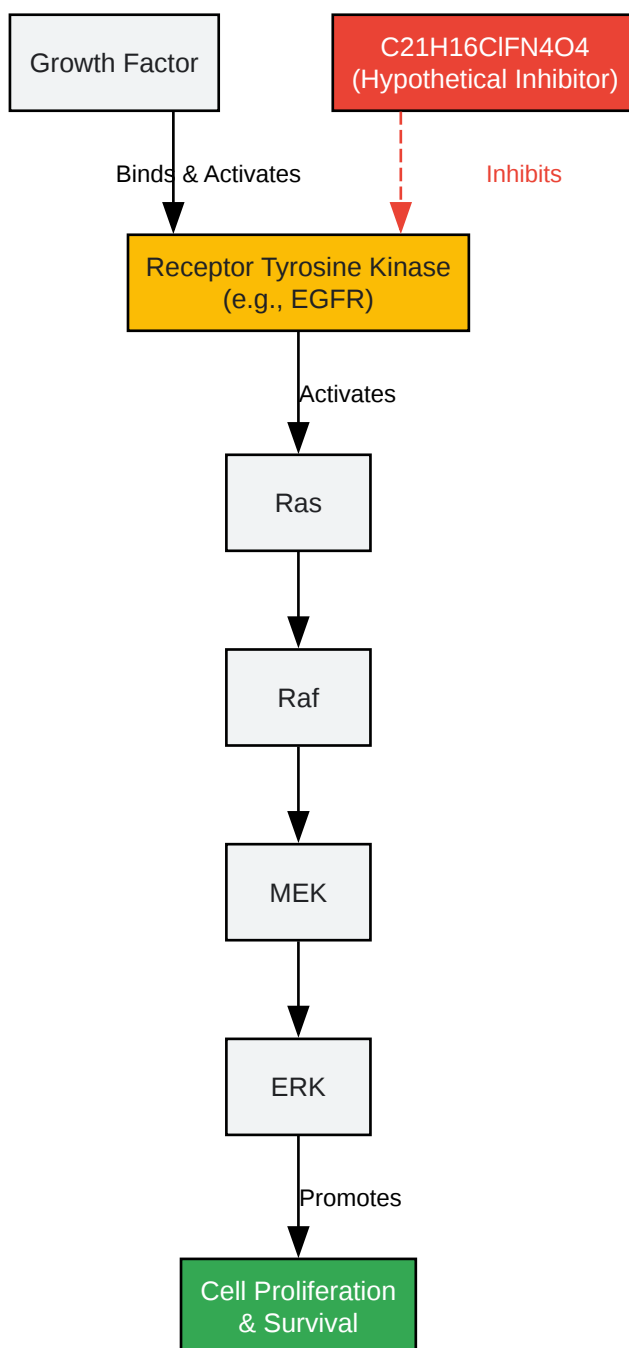 Growth Factor
C21H16ClFN4O4
(Hypothetical Inhibitor)
Binds & Activates
Inhibits
Receptor Tyrosine Kinase
(e.g., EGFR)
Activates
Ras
Raf
MEK
ERK
Promotes
Cell Proliferation
& Survival